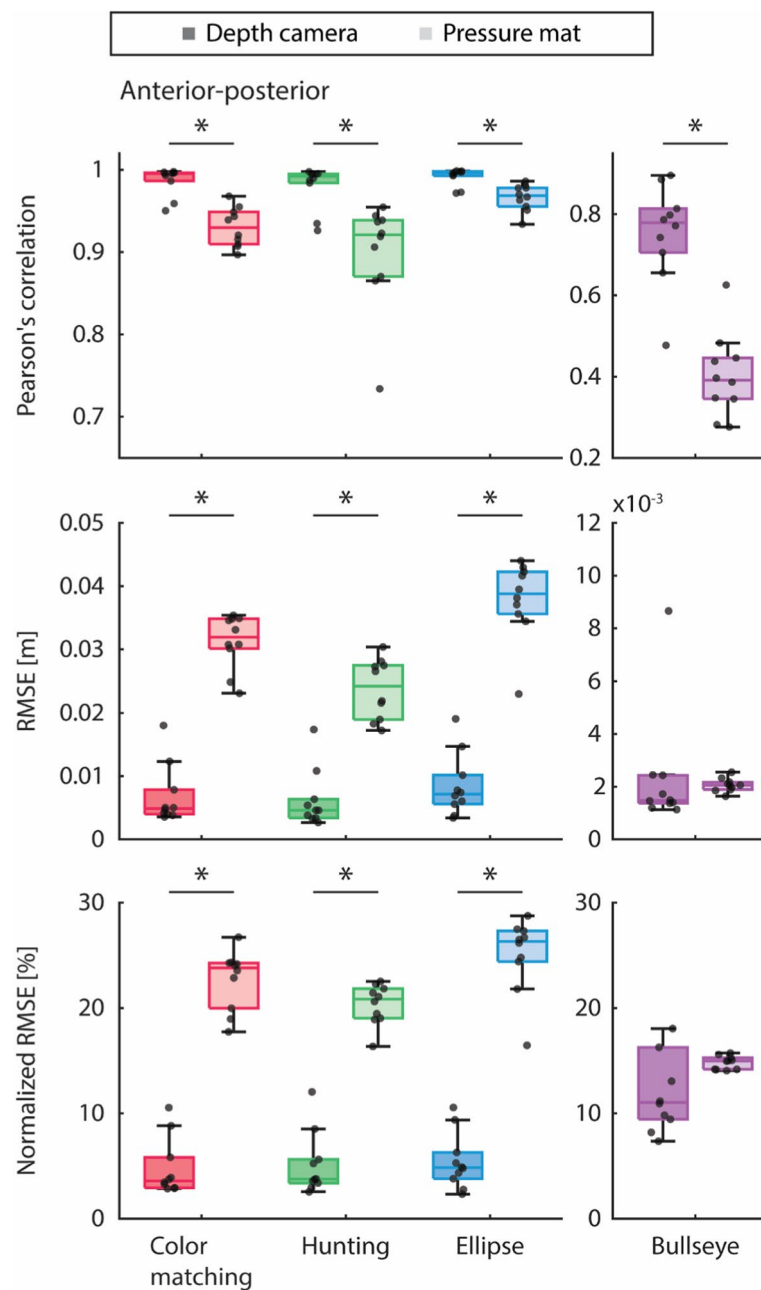 Depth camera Pressure mat
Anterior-posterior
* * * *
Pearson's correlation
1
0.9
0.8
0.7
0.8
0.6
0.4
0.2
* * *
RMSE [m]
0.05
0.04
0.03
0.02
0.01
0
x10-3
12
10
8
6
4
2
0
* * *
Normalized RMSE [%]
30
20
10
0
30
20
10
0
Color matching
Hunting
Ellipse
Bullseye